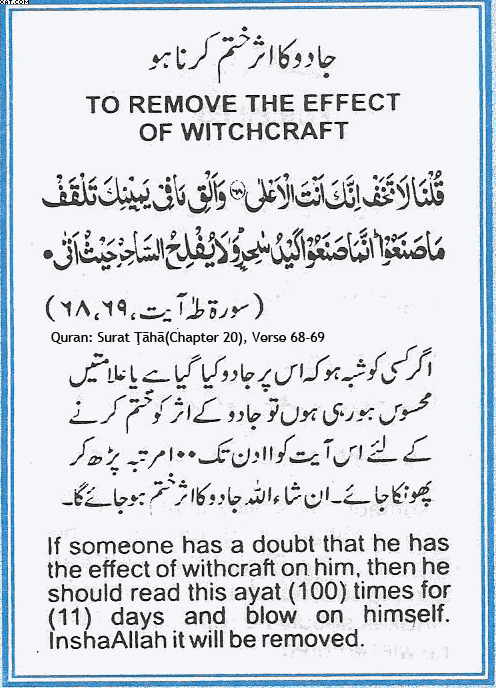 XAT.COM
جادو کا اثر ختم کرنا ہو
TO REMOVE THE EFFECT
OF WITCHCRAFT
قُلْنَا لَا تَخَفْ اِنَّكَ اَنْتَ الْاَعْلٰى ﴿۶۸﴾ وَاَلْقِ مَا فِیْ یَمِیْنِكَ تَلْقَفْ
مَا صَنَعُوْا ؕ اِنَّمَا صَنَعُوْا كَیْدُ سٰحِرٍ ؕ وَلَا یُفْلِحُ السَّاحِرُ حَیْثُ اَتٰی ۰
(سورۃ طٰہٰ آیت، ۶۸،۶۹)
Quran: Surat Ṭāhā(Chapter 20), Verse 68-69
اگر کسی کو شبہ ہو کہ اس پر جادو کیا گیا ہے یا علامتیں
محسوس ہو رہی ہوں تو جادو کے اثر کو ختم کرنے
کے لئے اس آیت کو ۱۱ دن تک ۱۰۰ مرتبہ پڑھ کر
پھونکا جائے۔ ان شاء اللہ جادو کا اثر ختم ہو جائے گا۔
If someone has a doubt that he has
the effect of withcraft on him, then he
should read this ayat (100) times for
(11) days and blow on himself.
InshaAllah it will be removed.